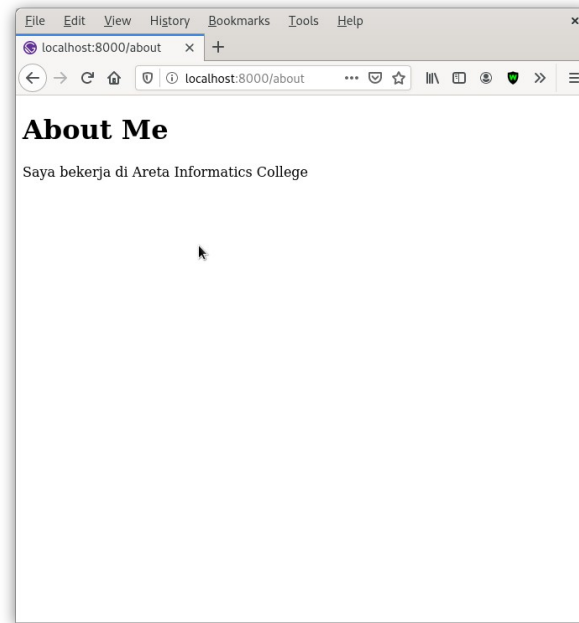 File Edit View History Bookmarks Tools Help
localhost:8000/about
localhost:8000/about
About Me
Saya bekerja di Areta Informatics College